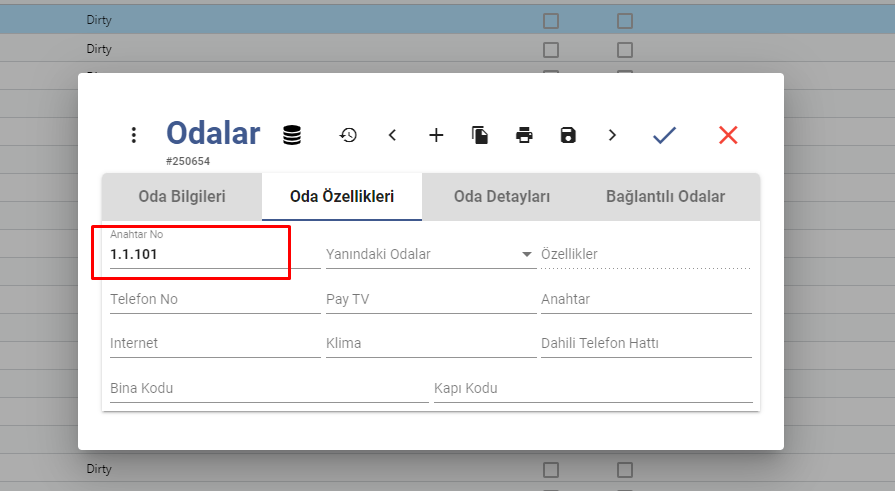 Dirty
Dirty
Odalar
#250654
Oda Bilgileri Oda Özellikleri Oda Detayları Bağlantılı Odalar
Anahtar No
1.1.101 Yanındaki Odalar Özellikler
Telefon No Pay TV Anahtar
Internet Klima Dahili Telefon Hattı
Bina Kodu Kapı Kodu
Dirty